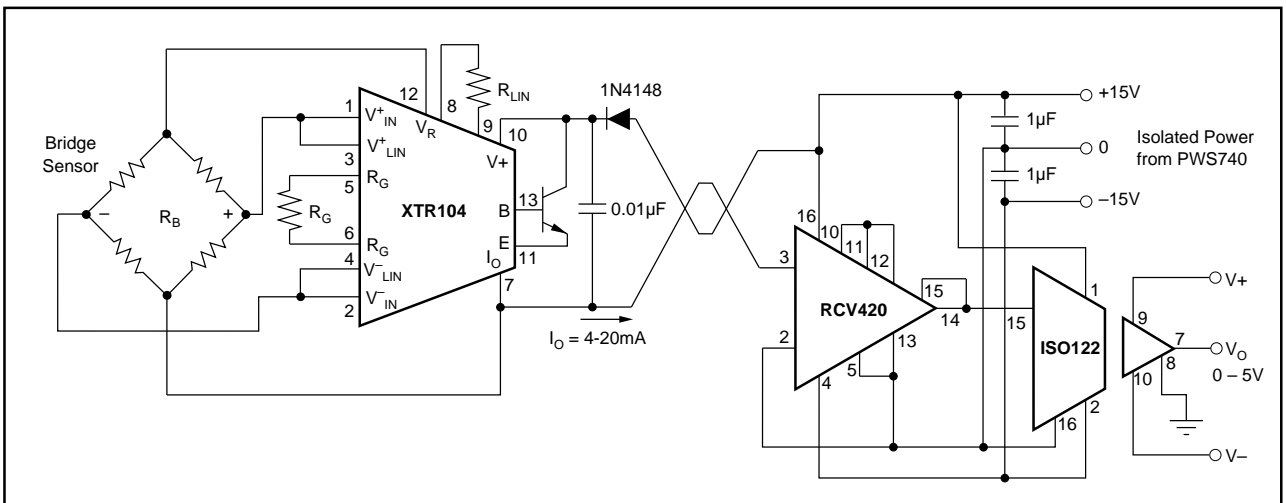 Bridge
Sensor
R_B
–
+
1
3
5
6
4
2
R_G
12
8
R_LIN
9
10
V⁺_IN
V⁺_LIN
R_G
R_G
V⁻_LIN
V⁻_IN
V_R
V+
XTR104
B
E
I_O
13
11
7
1N4148
0.01µF
I_O = 4-20mA
3
2
16
10
11
12
15
14
13
5
4
RCV420
+15V
1µF
0
1µF
–15V
Isolated Power
from PWS740
15
ISO122
1
2
16
9
10
7
8
V+
V_O
0 – 5V
V–